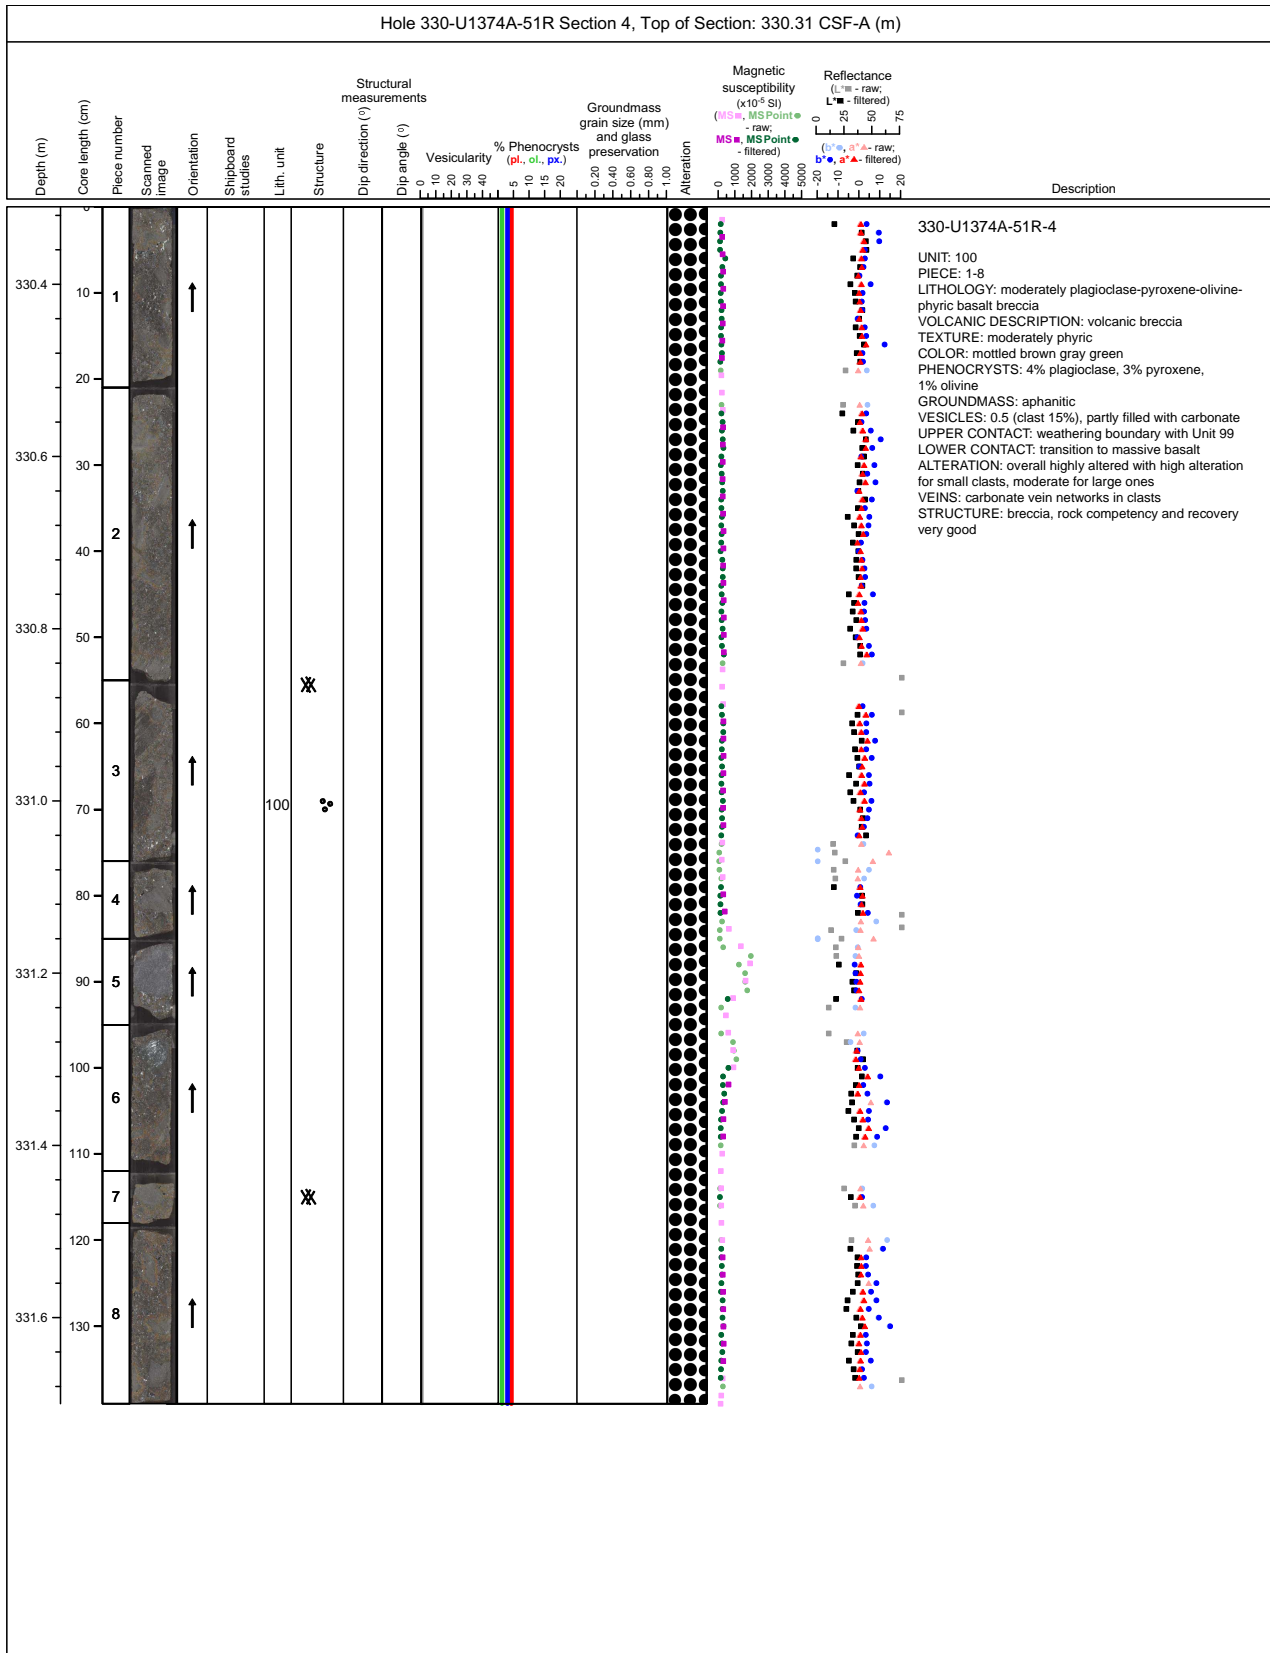 Hole 330-U1374A-51R Section 4, Top of Section: 330.31 CSF-A (m)
Depth (m)
Core length (cm)
Piece number
Scanned
image
Orientation
Shipboard
studies
Lith. unit
Structure
Structural
measurements
Dip direction (°)
Dip angle (°)
Vesicularity
0 10 20 30 40
% Phenocrysts
(pl., ol., px.)
5 10 15 20
Groundmass
grain size (mm)
and glass
preservation
0.20 0.40 0.60 0.80 1.00
Alteration
Magnetic
susceptibility
(x10-5 SI)
(MS■, MSPoint●
- raw;
MS■, MSPoint●
- filtered)
0 1000 2000 3000 4000 5000
Reflectance
(L*■ - raw;
L*■ - filtered)
0 25 50 75
(b*●, a*▲- raw;
b*●, a*▲- filtered)
-20 -10 0 10 20
Description
0
330.4
10
20
330.6
30
40
330.8
50
60
331.0
70
80
331.2
90
100
331.4
110
120
331.6
130
1
2
3
4
5
6
7
8
100
330-U1374A-51R-4
UNIT: 100
PIECE: 1-8
LITHOLOGY: moderately plagioclase-pyroxene-olivine-
phyric basalt breccia
VOLCANIC DESCRIPTION: volcanic breccia
TEXTURE: moderately phyric
COLOR: mottled brown gray green
PHENOCRYSTS: 4% plagioclase, 3% pyroxene,
1% olivine
GROUNDMASS: aphanitic
VESICLES: 0.5 (clast 15%), partly filled with carbonate
UPPER CONTACT: weathering boundary with Unit 99
LOWER CONTACT: transition to massive basalt
ALTERATION: overall highly altered with high alteration
for small clasts, moderate for large ones
VEINS: carbonate vein networks in clasts
STRUCTURE: breccia, rock competency and recovery
very good